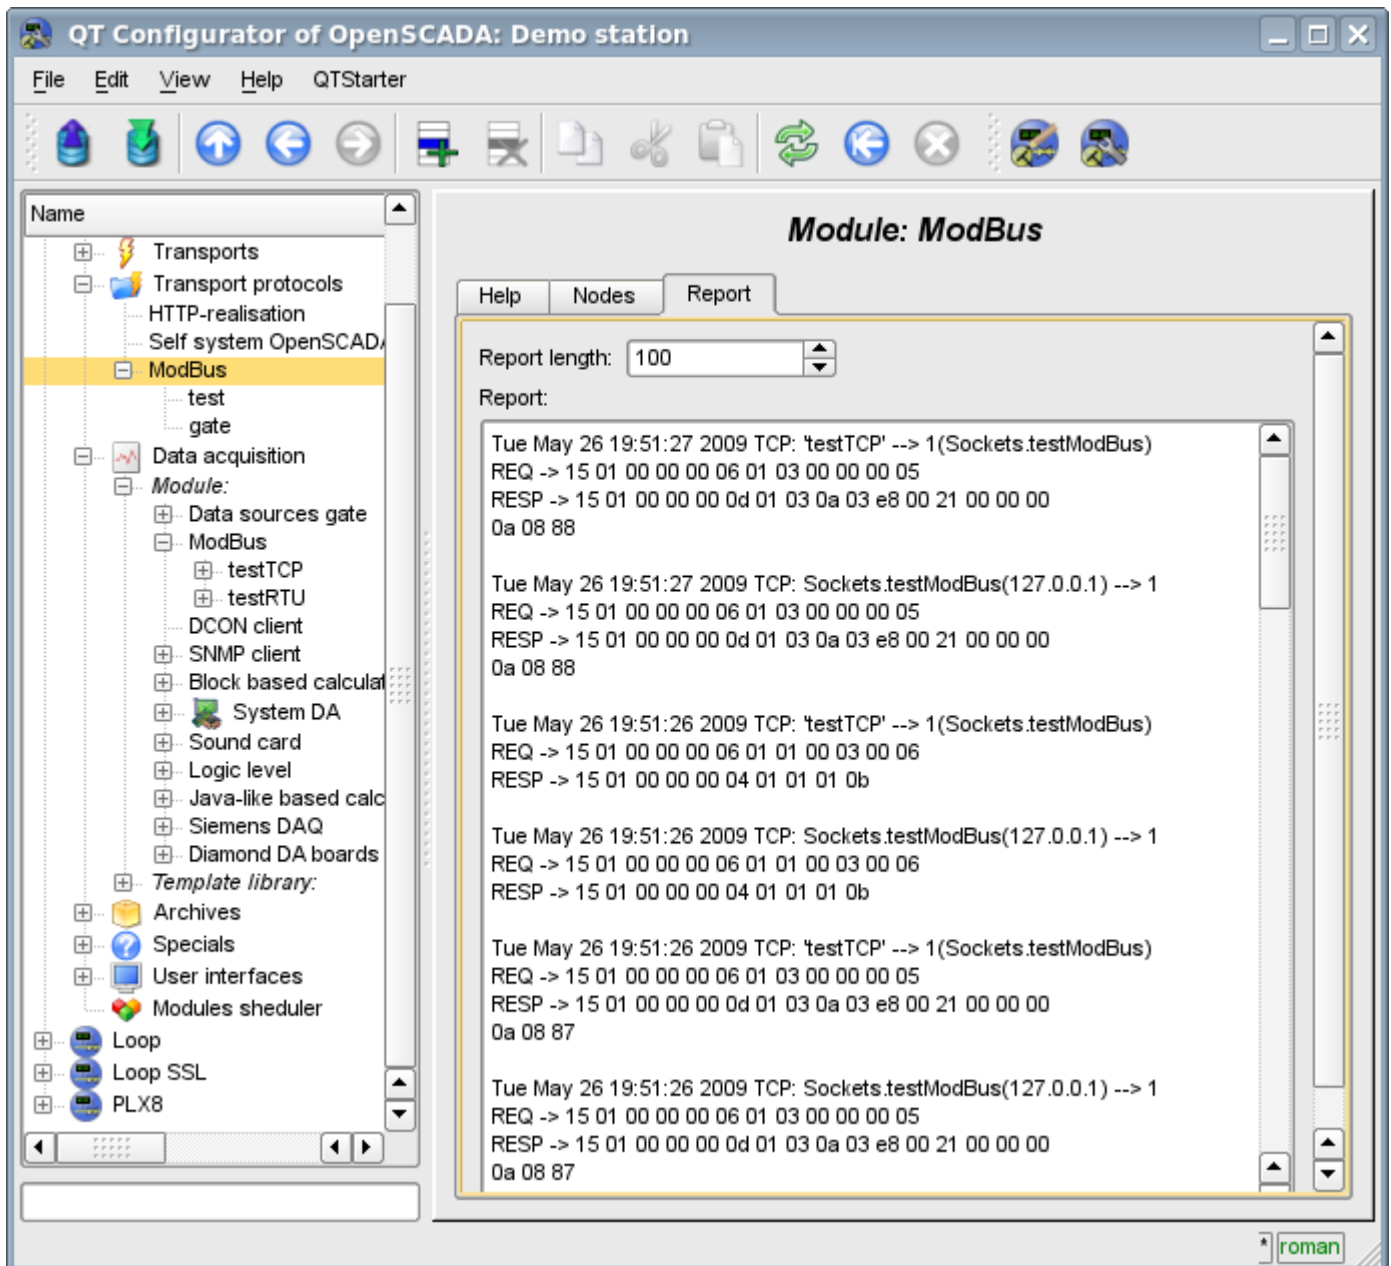 QT Configurator of OpenSCADA: Demo station
File Edit View Help QTStarter
Name
Transports
Transport protocols
HTTP-realisation
Self system OpenSCADA
ModBus
test
gate
Data acquisition
Module:
Data sources gate
ModBus
testTCP
testRTU
DCON client
SNMP client
Block based calculat
System DA
Sound card
Logic level
Java-like based calc
Siemens DAQ
Diamond DA boards
Template library:
Archives
Specials
User interfaces
Modules sheduler
Loop
Loop SSL
PLX8
Module: ModBus
Help Nodes Report
Report length: 100
Report:
Tue May 26 19:51:27 2009 TCP: 'testTCP' --> 1(Sockets.testModBus)
REQ -> 15 01 00 00 00 06 01 03 00 00 00 05
RESP -> 15 01 00 00 00 0d 01 03 0a 03 e8 00 21 00 00 00
0a 08 88
Tue May 26 19:51:27 2009 TCP: Sockets.testModBus(127.0.0.1) --> 1
REQ -> 15 01 00 00 00 06 01 03 00 00 00 05
RESP -> 15 01 00 00 00 0d 01 03 0a 03 e8 00 21 00 00 00
0a 08 88
Tue May 26 19:51:26 2009 TCP: 'testTCP' --> 1(Sockets.testModBus)
REQ -> 15 01 00 00 00 06 01 01 00 03 00 06
RESP -> 15 01 00 00 00 04 01 01 01 0b
Tue May 26 19:51:26 2009 TCP: Sockets.testModBus(127.0.0.1) --> 1
REQ -> 15 01 00 00 00 06 01 01 00 03 00 06
RESP -> 15 01 00 00 00 04 01 01 01 0b
Tue May 26 19:51:26 2009 TCP: 'testTCP' --> 1(Sockets.testModBus)
REQ -> 15 01 00 00 00 06 01 03 00 00 00 05
RESP -> 15 01 00 00 00 0d 01 03 0a 03 e8 00 21 00 00 00
0a 08 87
Tue May 26 19:51:26 2009 TCP: Sockets.testModBus(127.0.0.1) --> 1
REQ -> 15 01 00 00 00 06 01 03 00 00 00 05
RESP -> 15 01 00 00 00 0d 01 03 0a 03 e8 00 21 00 00 00
0a 08 87
* roman